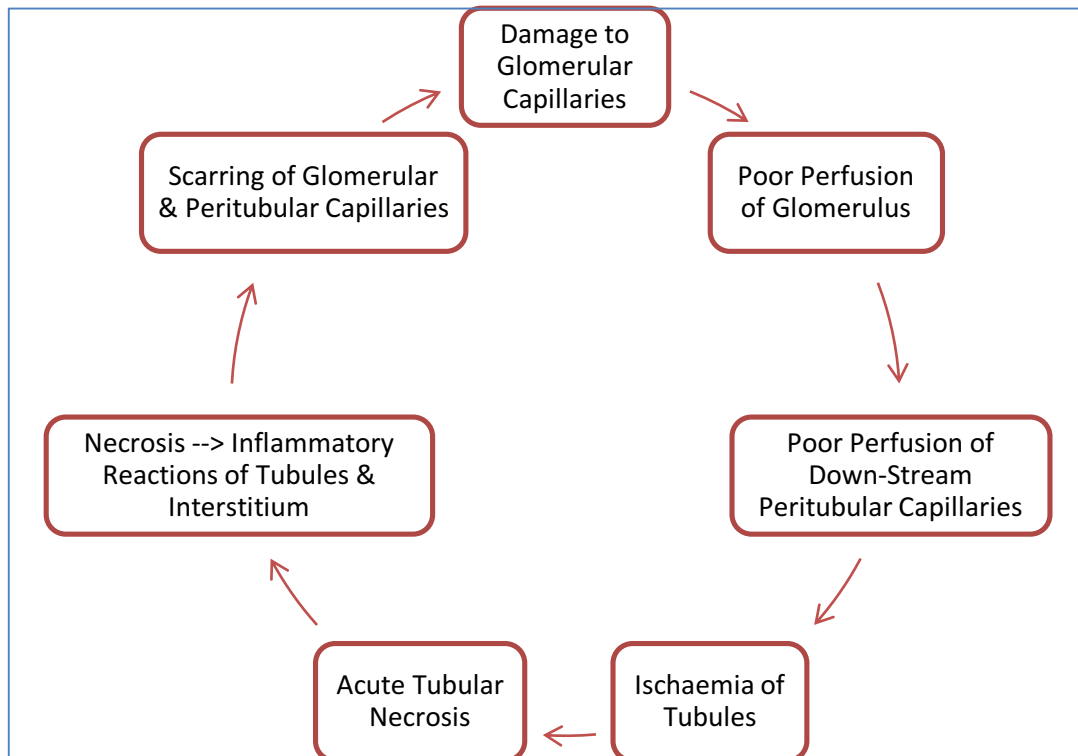 Damage to
Glomerular
Capillaries
Poor Perfusion
of Glomerulus
Poor Perfusion of
Down-Stream
Peritubular Capillaries
Ischaemia of
Tubules
Acute Tubular
Necrosis
Necrosis --> Inflammatory
Reactions of Tubules &
Interstitium
Scarring of Glomerular
& Peritubular Capillaries